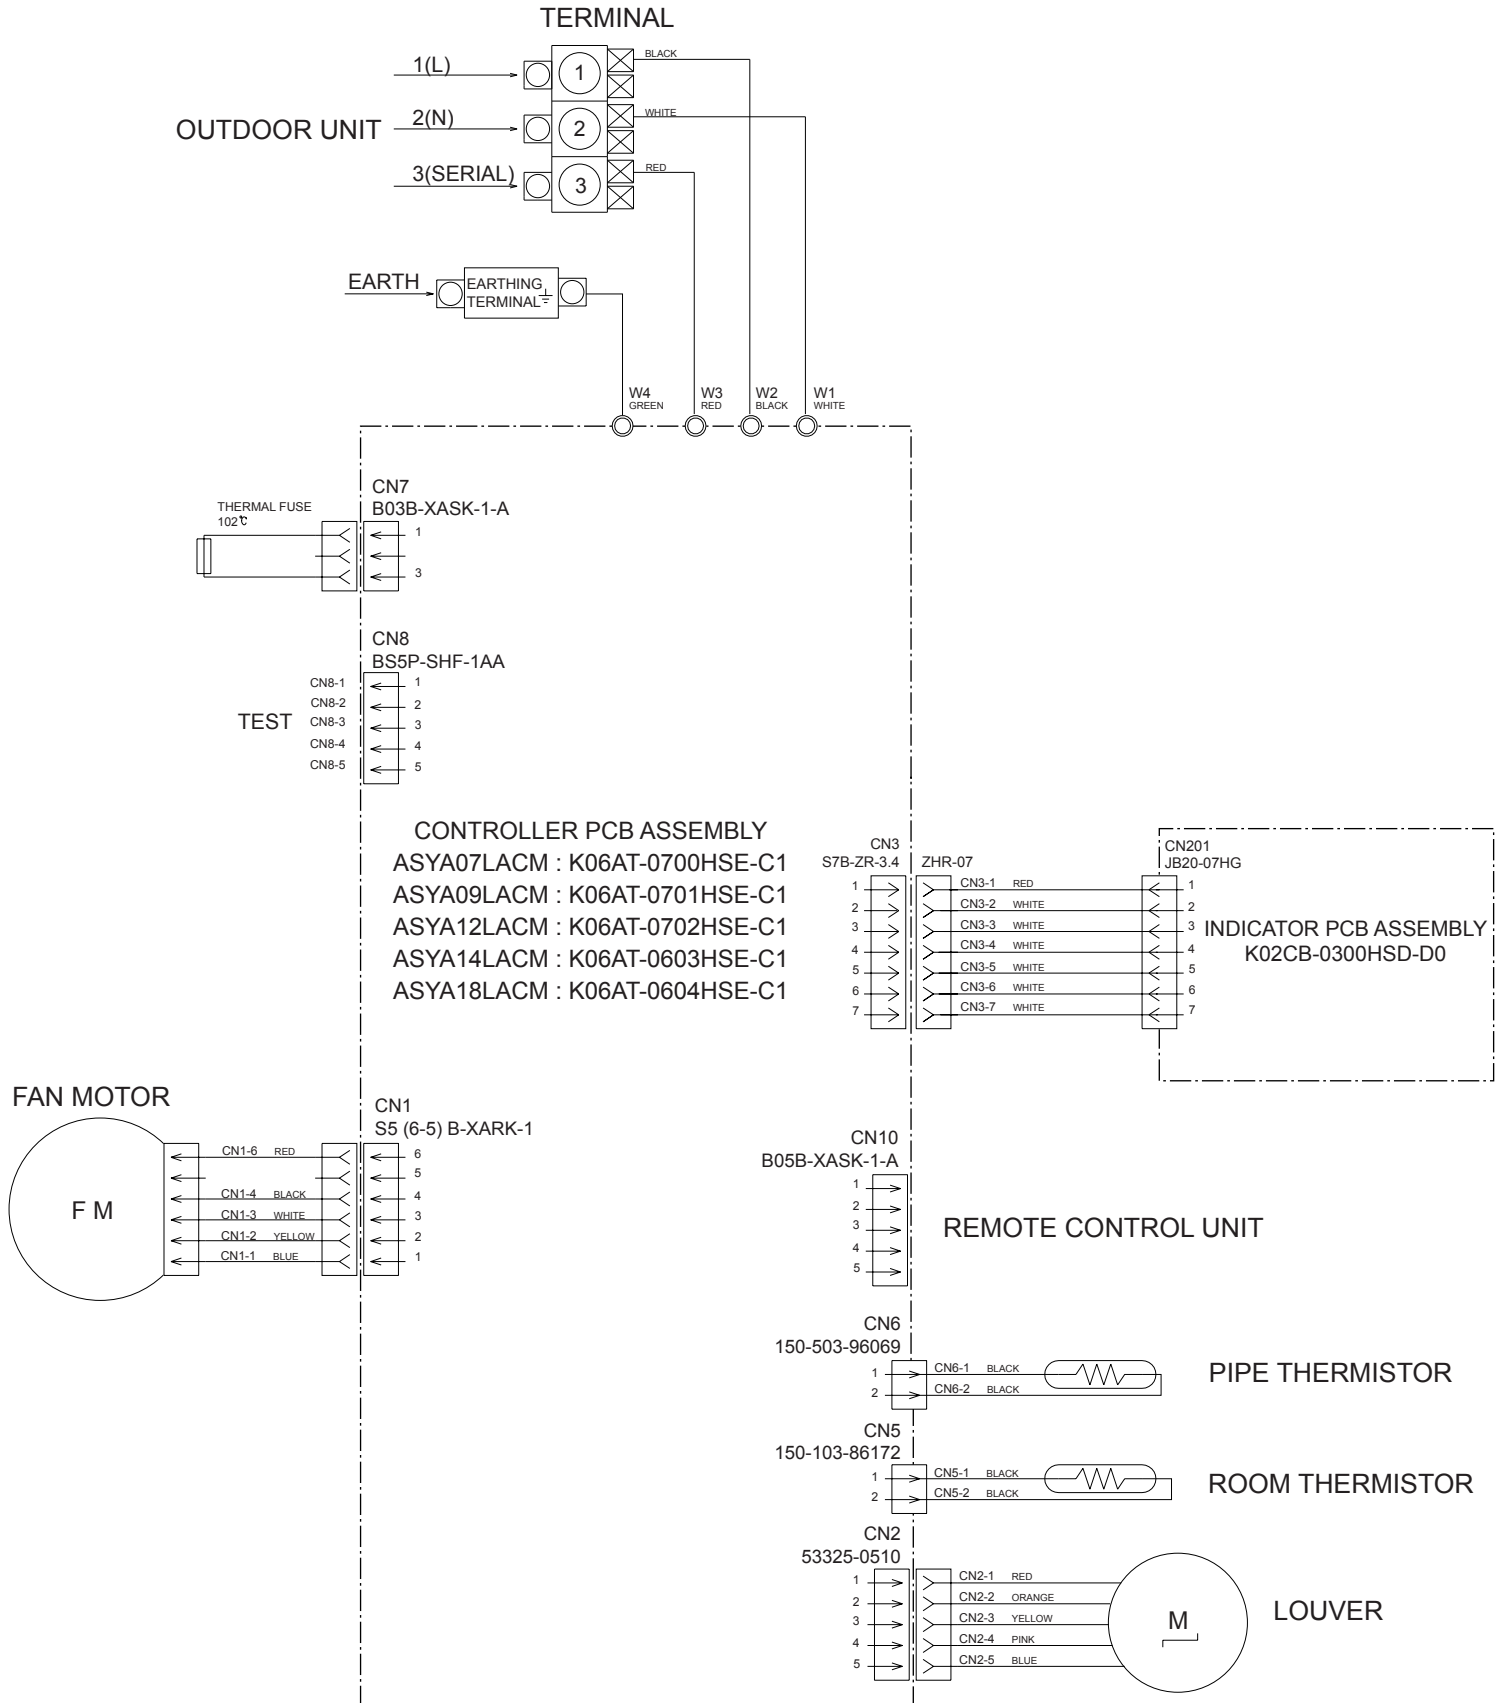 TERMINAL
1(L)
1
BLACK
OUTDOOR UNIT
2(N)
2
WHITE
3(SERIAL)
3
RED
EARTH
EARTHING
TERMINAL
W4
GREEN
W3
RED
W2
BLACK
W1
WHITE
THERMAL FUSE
102℃
CN7
B03B-XASK-1-A
1
3
CN8
BS5P-SHF-1AA
TEST
CN8-1
CN8-2
CN8-3
CN8-4
CN8-5
1
2
3
4
5
CONTROLLER PCB ASSEMBLY
ASYA07LACM : K06AT-0700HSE-C1
ASYA09LACM : K06AT-0701HSE-C1
ASYA12LACM : K06AT-0702HSE-C1
ASYA14LACM : K06AT-0603HSE-C1
ASYA18LACM : K06AT-0604HSE-C1
CN3
S7B-ZR-3.4
1
2
3
4
5
6
7
ZHR-07
CN3-1 RED
CN3-2 WHITE
CN3-3 WHITE
CN3-4 WHITE
CN3-5 WHITE
CN3-6 WHITE
CN3-7 WHITE
CN201
JB20-07HG
1
2
3
4
5
6
7
INDICATOR PCB ASSEMBLY
K02CB-0300HSD-D0
FAN MOTOR
F M
CN1-6 RED
CN1-4 BLACK
CN1-3 WHITE
CN1-2 YELLOW
CN1-1 BLUE
CN1
S5 (6-5) B-XARK-1
6
5
4
3
2
1
CN10
B05B-XASK-1-A
1
2
3
4
5
REMOTE CONTROL UNIT
CN6
150-503-96069
1
2
CN6-1 BLACK
CN6-2 BLACK
PIPE THERMISTOR
CN5
150-103-86172
1
2
CN5-1 BLACK
CN5-2 BLACK
ROOM THERMISTOR
CN2
53325-0510
1
2
3
4
5
CN2-1 RED
CN2-2 ORANGE
CN2-3 YELLOW
CN2-4 PINK
CN2-5 BLUE
M
LOUVER